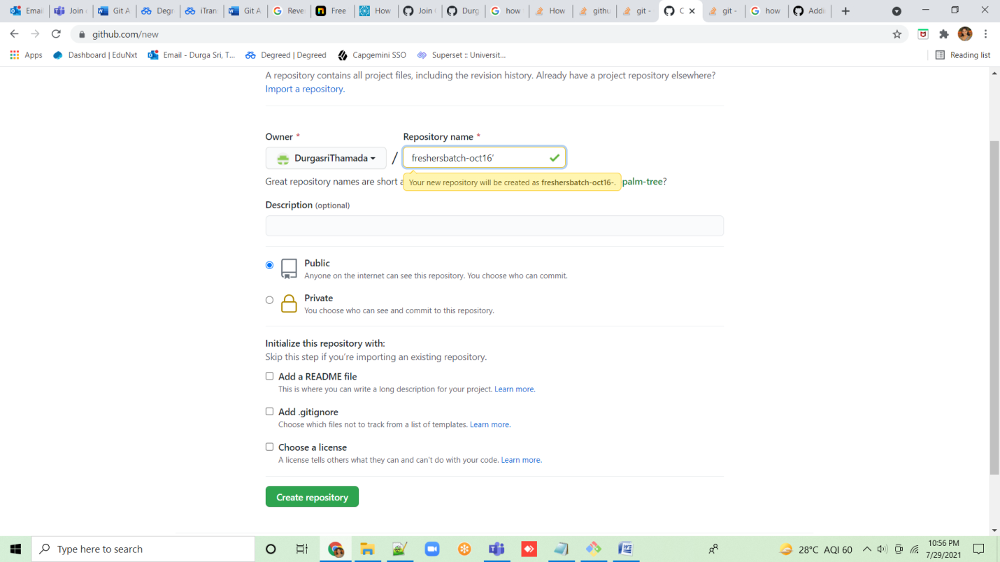 Email
Join
Git A
Degr
iTran
Git A
Reve
Free
How
Join
Durg
how
How
githu
git -
C
git -
how
Addi
github.com/new
Apps
Dashboard | EduNxt
Email - Durga Sri, T...
Degreed | Degreed
Capgemini SSO
Superset :: Universit...
Reading list
A repository contains all project files, including the revision history. Already have a project repository elsewhere?
Import a repository.
Owner *
Repository name *
DurgasriThamada
/
freshersbatch-oct16'
Great repository names are short a
Your new repository will be created as freshersbatch-oct16-.
palm-tree?
Description (optional)
Public
Anyone on the internet can see this repository. You choose who can commit.
Private
You choose who can see and commit to this repository.
Initialize this repository with:
Skip this step if you're importing an existing repository.
Add a README file
This is where you can write a long description for your project. Learn more.
Add .gitignore
Choose which files not to track from a list of templates. Learn more.
Choose a license
A license tells others what they can and can't do with your code. Learn more.
Create repository
Type here to search
28°C AQI 60
10:56 PM
7/29/2021